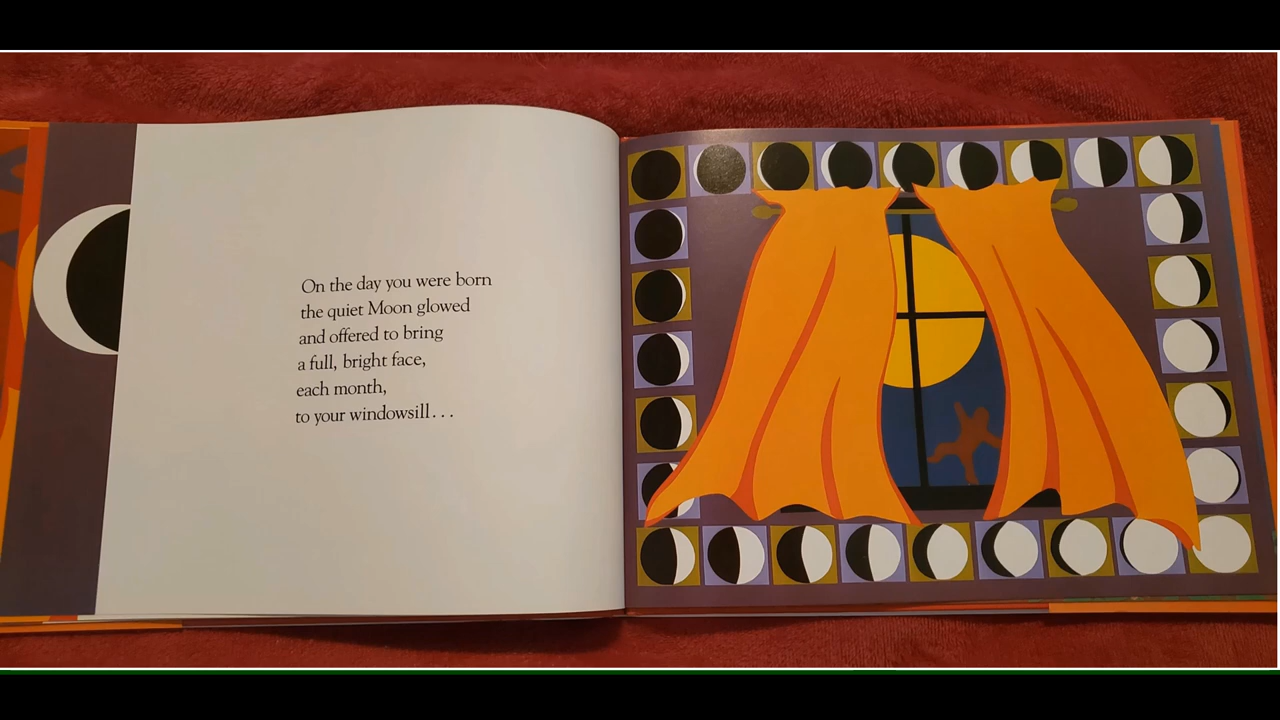 On the day you were born
the quiet Moon glowed
and offered to bring
a full, bright face,
each month,
to your windowsill . . .